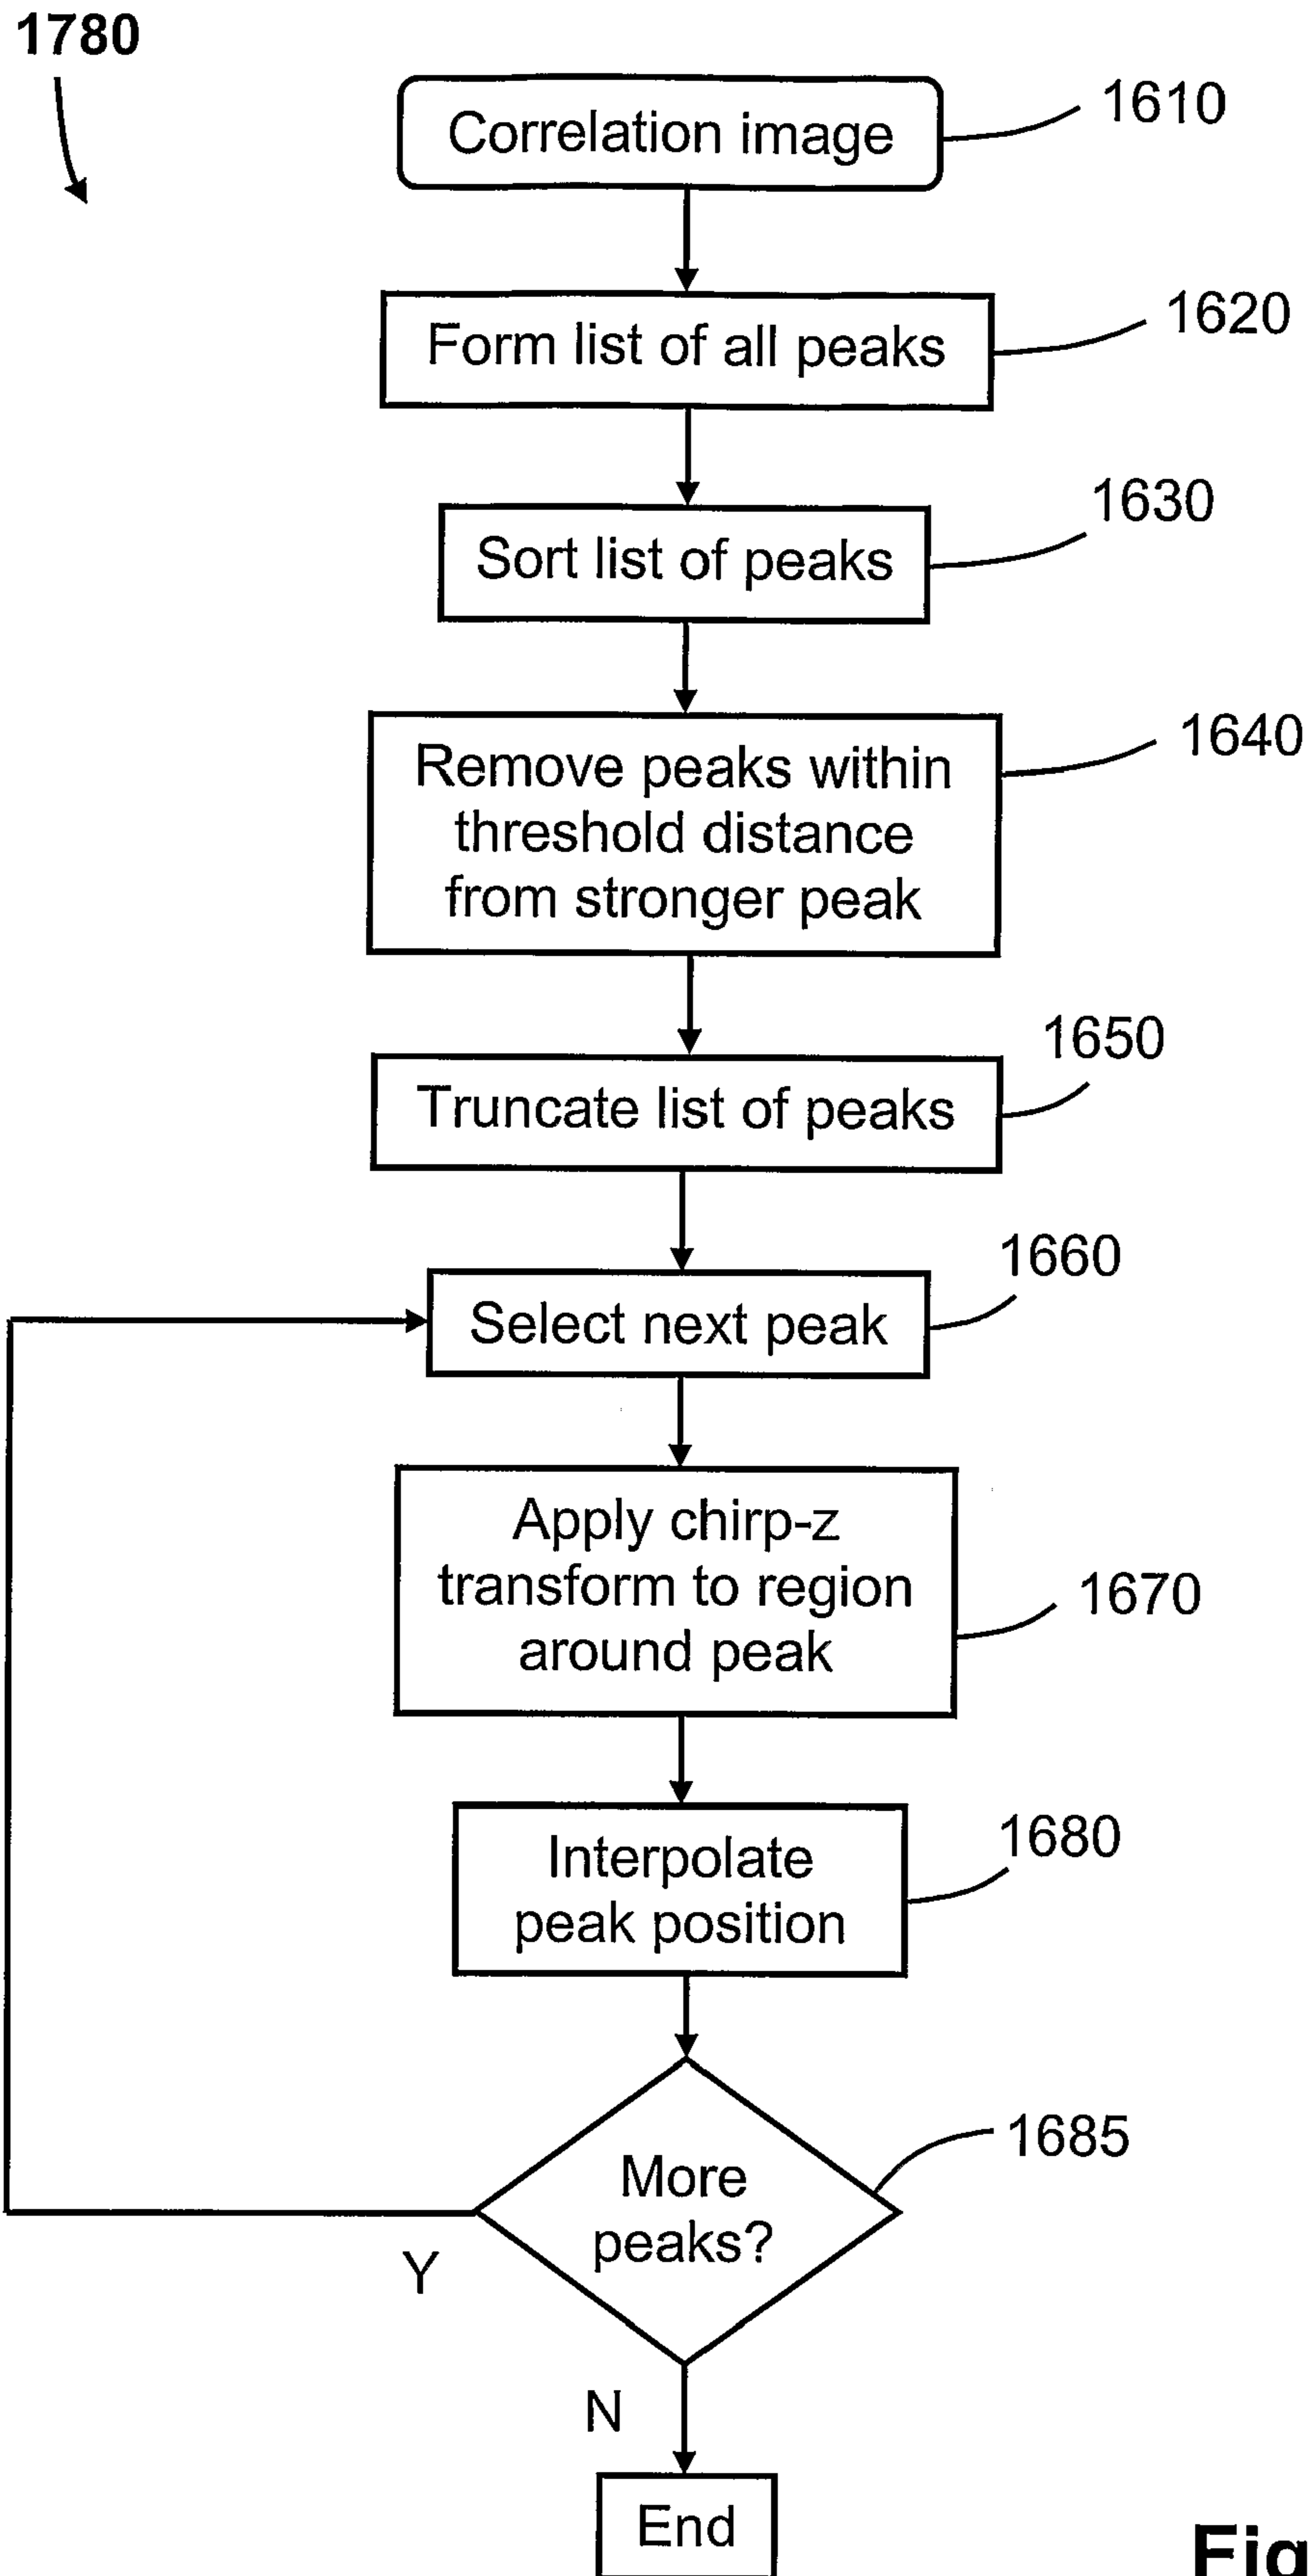 1780
Correlation image
1610
Form list of all peaks
1620
Sort list of peaks
1630
Remove peaks within
threshold distance
from stronger peak
1640
Truncate list of peaks
1650
Select next peak
1660
Apply chirp-z
transform to region
around peak
1670
Interpolate
peak position
1680
More
peaks?
1685
Y
N
End
Fig